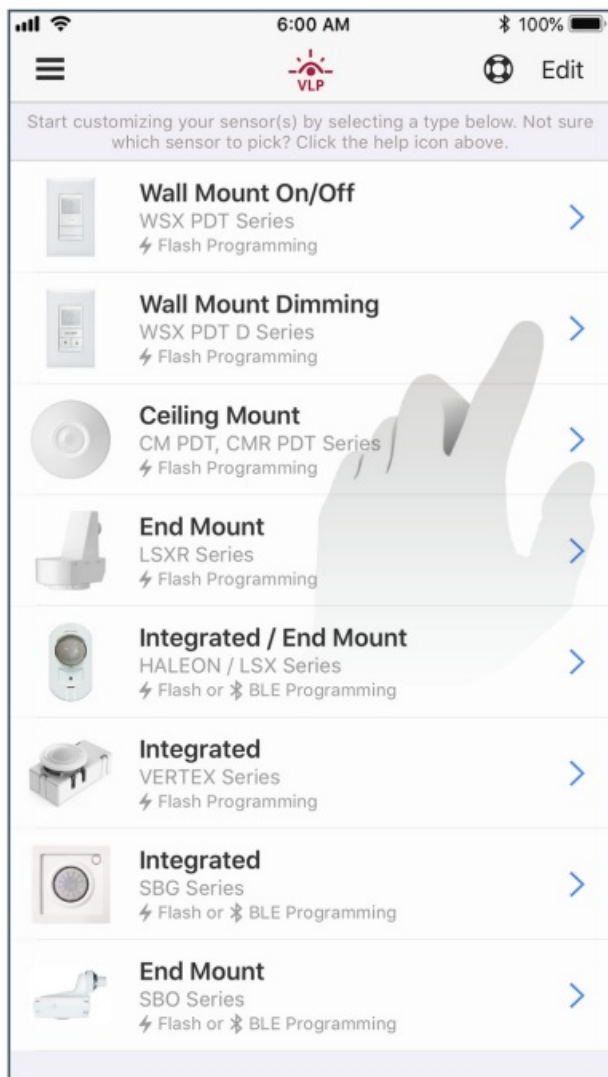 6:00 AM
100%
VLP
Edit
Start customizing your sensor(s) by selecting a type below. Not sure
which sensor to pick? Click the help icon above.
Wall Mount On/Off
WSX PDT Series
Flash Programming
Wall Mount Dimming
WSX PDT D Series
Flash Programming
Ceiling Mount
CM PDT, CMR PDT Series
Flash Programming
End Mount
LSXR Series
Flash Programming
Integrated / End Mount
HALEON / LSX Series
Flash or BLE Programming
Integrated
VERTEX Series
Flash Programming
Integrated
SBG Series
Flash or BLE Programming
End Mount
SBO Series
Flash or BLE Programming